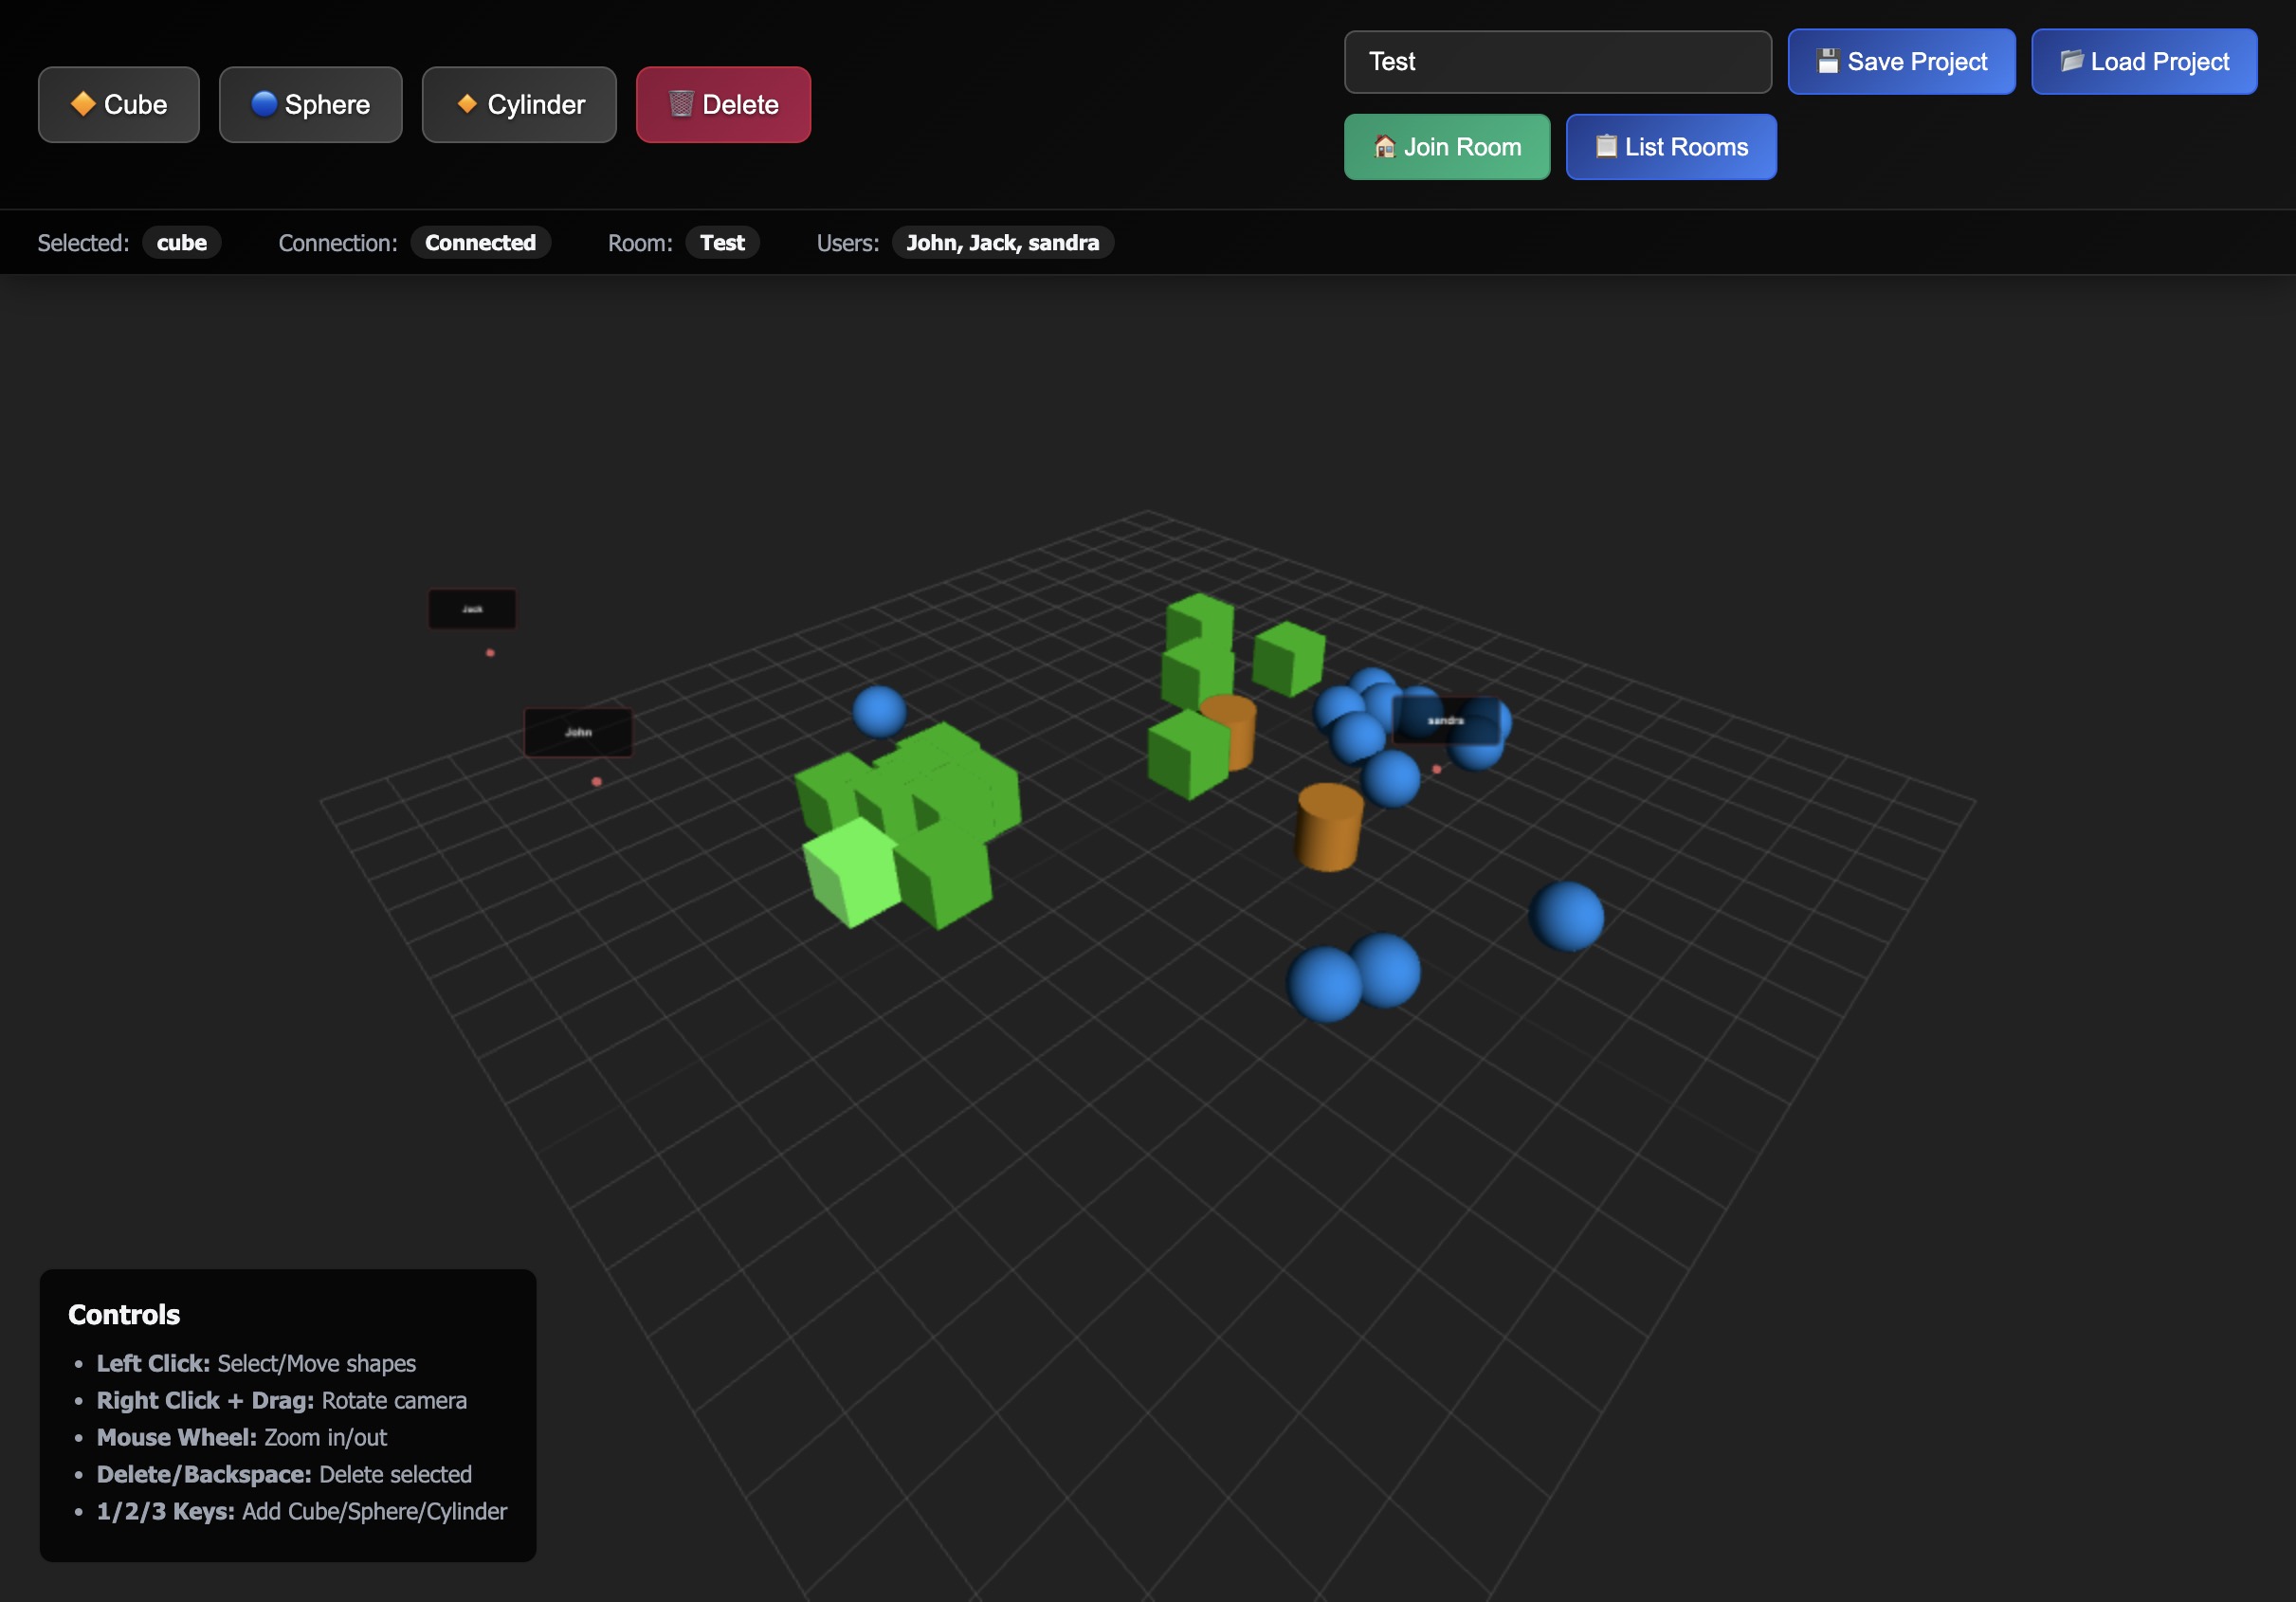 Cube
Sphere
Cylinder
Delete
Test
Save Project
Load Project
Join Room
List Rooms
Selected: cube
Connection: Connected
Room: Test
Users: John, Jack, sandra
Jack
John
sandra
Controls
• Left Click: Select/Move shapes
• Right Click + Drag: Rotate camera
• Mouse Wheel: Zoom in/out
• Delete/Backspace: Delete selected
• 1/2/3 Keys: Add Cube/Sphere/Cylinder